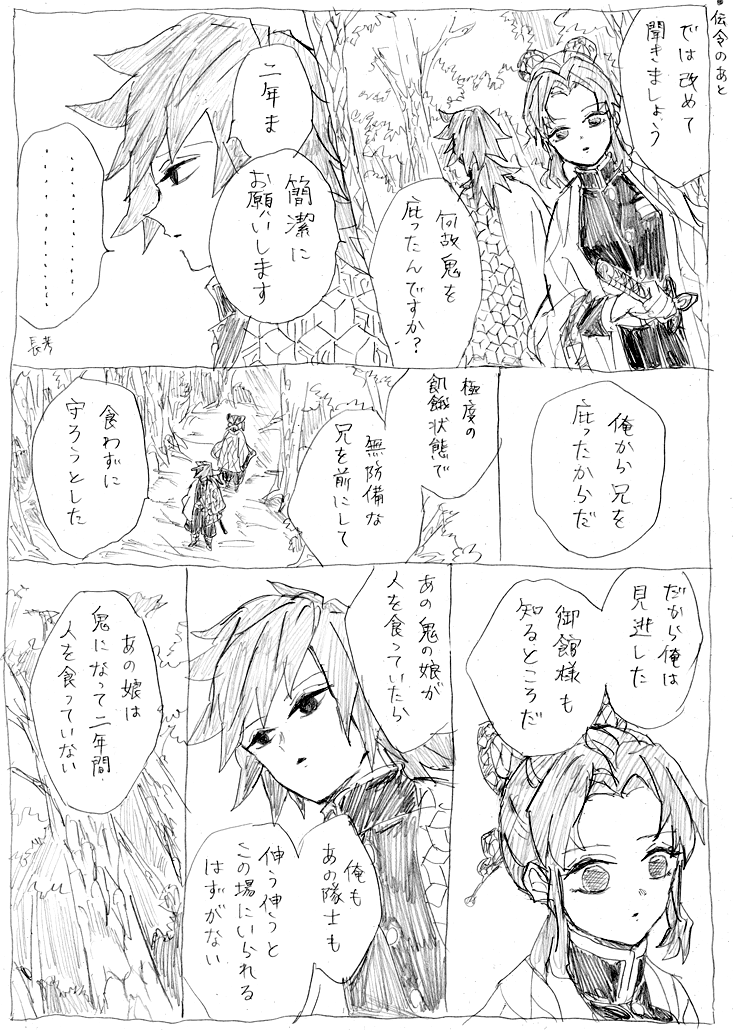 ・伝令のあと
では改めて
聞きましょう
何故鬼を
庇ったんですか？
二年ま
簡潔に
お願いします
………………
………………
長考
俺から兄を
庇ったからだ
極度の
飢餓状態で
無防備な
兄を前にして
食わずに
守ろうとした
だから俺は
見逃した
御館様も
知るところだ
あの鬼の娘が
人を食っていたら
俺も
あの隊士も
伸う伸うと
この場にいられる
はずがない
あの娘は
鬼になって二年間
人を食っていない